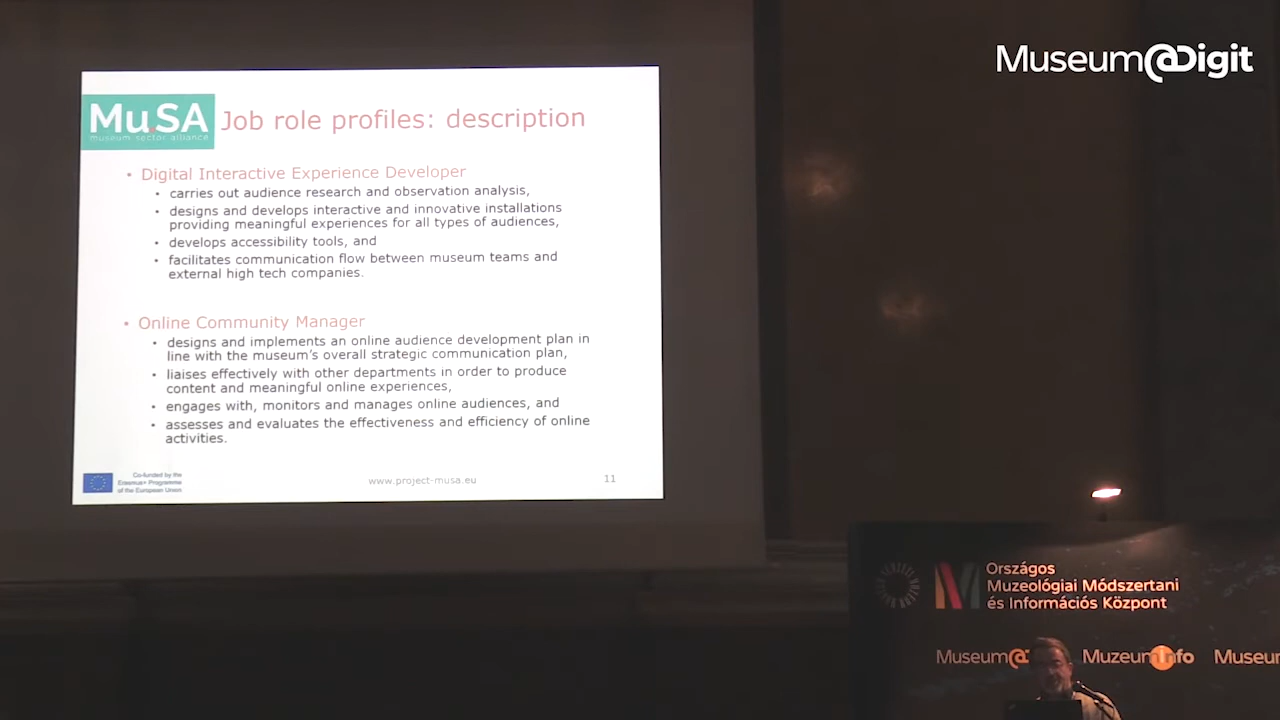 Museum@Digit
MuSA
museum sector alliance
Job role profiles: description
• Digital Interactive Experience Developer
• carries out audience research and observation analysis,
• designs and develops interactive and innovative installations
providing meaningful experiences for all types of audiences,
• develops accessibility tools, and
• facilitates communication flow between museum teams and
external high tech companies.
• Online Community Manager
• designs and implements an online audience development plan in
line with the museum's overall strategic communication plan,
• liaises effectively with other departments in order to produce
content and meaningful online experiences,
• engages with, monitors and manages online audiences, and
• assesses and evaluates the effectiveness and efficiency of online
activities.
Co-funded by the
Erasmus+ Programme
of the European Union
www.project-musa.eu
11
Országos
Muzeológiai Módszertani
és Információs Központ
Museum@
Muzeum.info
Museum